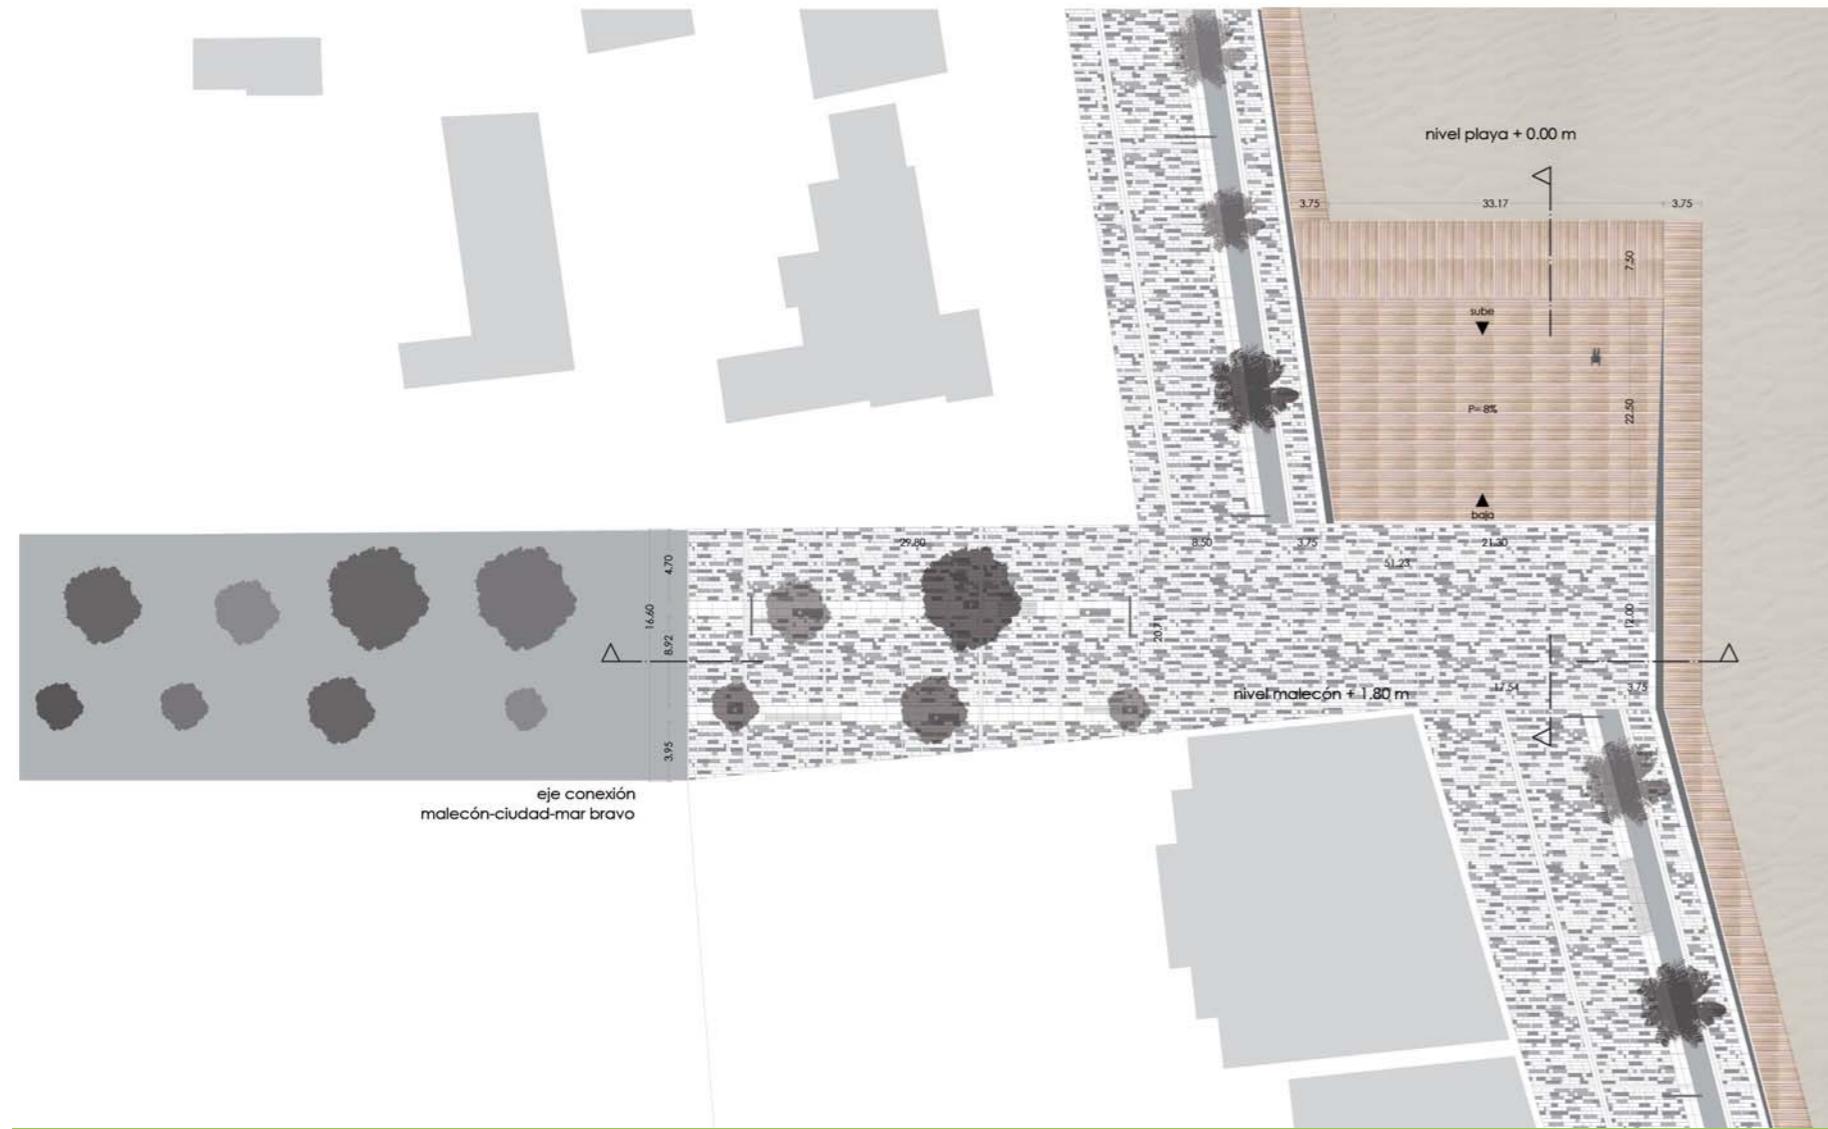 nivel playa + 0.00 m
3.75
33.17
3.75
7.50
sube
22.50
P= 8%
baja
29.80
8.50
3.75
21.30
51.23
4.70
16.60
8.92
3.95
20.71
12.00
nivel malecón + 1.80 m
17.54
3.75
eje conexión
malecón-ciudad-mar bravo